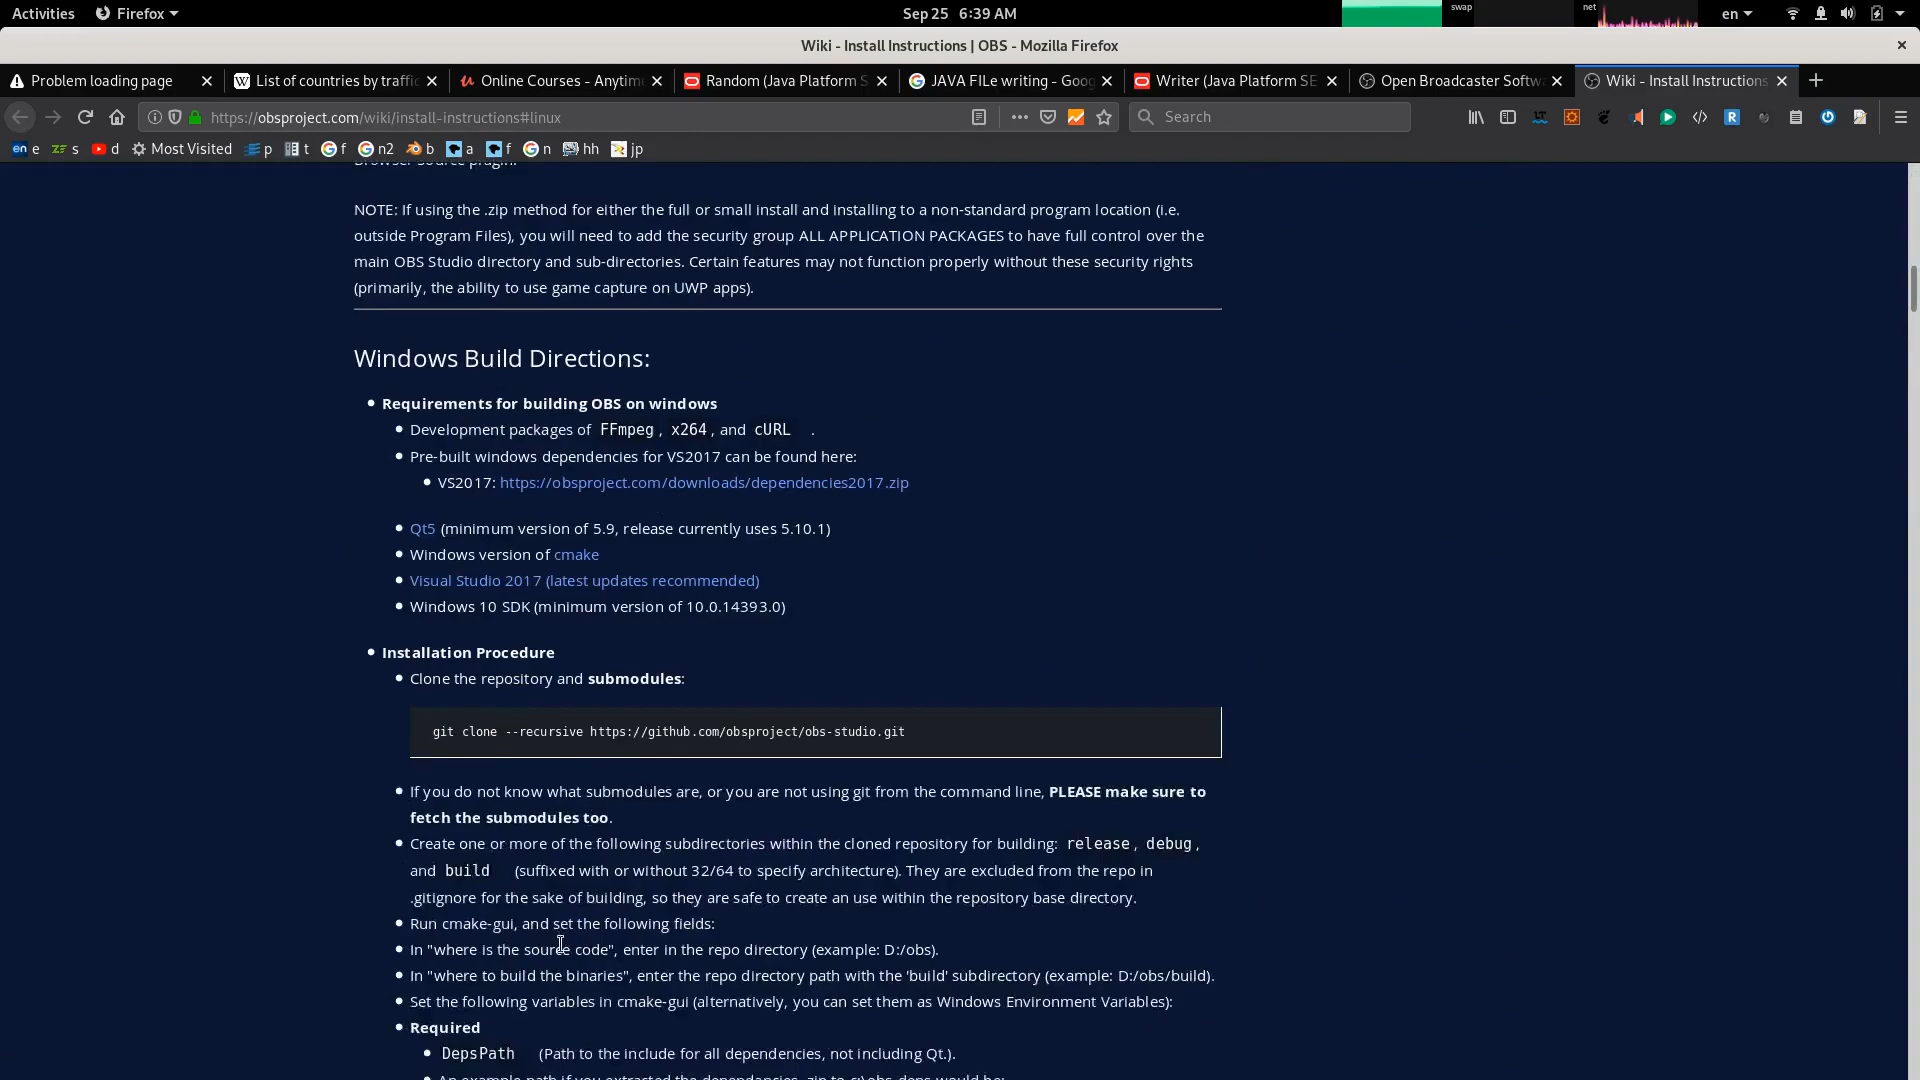 Activities
Firefox
Sep 25 6:39 AM
swap
net
en
Wiki - Install Instructions | OBS - Mozilla Firefox
Problem loading page
List of countries by traffic
Online Courses - Anytim
Random (Java Platform S
JAVA FILe writing - Goog
Writer (Java Platform SE
Open Broadcaster Softw
Wiki - Install Instructions
https://obsproject.com/wiki/install-instructions#linux
Search
en e
s
d
Most Visited
p
t
f
n2
b
a
f
n
hh
jp
Browser Source plugin.
NOTE: If using the .zip method for either the full or small install and installing to a non-standard program location (i.e.
outside Program Files), you will need to add the security group ALL APPLICATION PACKAGES to have full control over the
main OBS Studio directory and sub-directories. Certain features may not function properly without these security rights
(primarily, the ability to use game capture on UWP apps).
Windows Build Directions:
Requirements for building OBS on windows
Development packages of FFmpeg, x264, and cURL .
Pre-built windows dependencies for VS2017 can be found here:
VS2017: https://obsproject.com/downloads/dependencies2017.zip
Qt5 (minimum version of 5.9, release currently uses 5.10.1)
Windows version of cmake
Visual Studio 2017 (latest updates recommended)
Windows 10 SDK (minimum version of 10.0.14393.0)
Installation Procedure
Clone the repository and submodules:
git clone --recursive https://github.com/obsproject/obs-studio.git
If you do not know what submodules are, or you are not using git from the command line, PLEASE make sure to
fetch the submodules too.
Create one or more of the following subdirectories within the cloned repository for building: release, debug,
and build (suffixed with or without 32/64 to specify architecture). They are excluded from the repo in
.gitignore for the sake of building, so they are safe to create an use within the repository base directory.
Run cmake-gui, and set the following fields:
In "where is the source code", enter in the repo directory (example: D:/obs).
In "where to build the binaries", enter the repo directory path with the 'build' subdirectory (example: D:/obs/build).
Set the following variables in cmake-gui (alternatively, you can set them as Windows Environment Variables):
Required
DepsPath (Path to the include for all dependencies, not including Qt.).